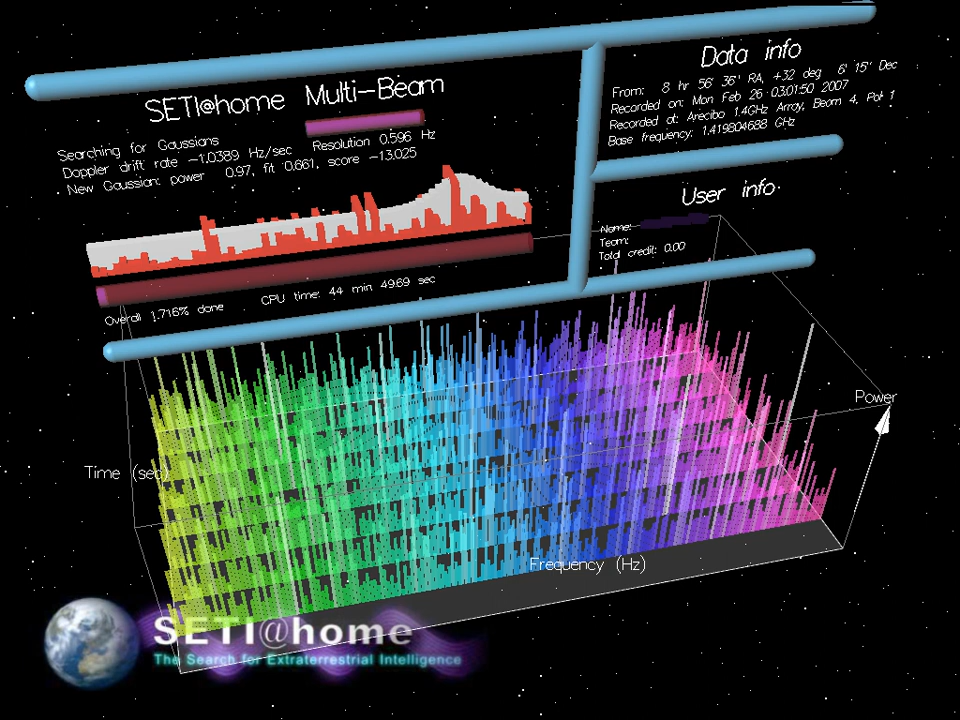 SETI@home Multi-Beam
Searching for Gaussians
Doppler drift rate -1.0389 Hz/sec Resolution 0.596 Hz
New Gaussian: power 0.97, fit 0.661, score -13.025
Overall 1.716% done CPU time: 44 min 49.69 sec
Data info
From: 8 hr 56' 36" RA, +32 deg 6' 15" Dec
Recorded on: Mon Feb 26 03:01:50 2007
Recorded at: Arecibo 1.4GHz Array, Beam 4, Pol 1
Base frequency: 1.419804688 GHz
User info
Name:
Team:
Total credit: 0.00
Power
Time (sec)
Frequency (Hz)
SETI@home
The Search for Extraterrestrial Intelligence